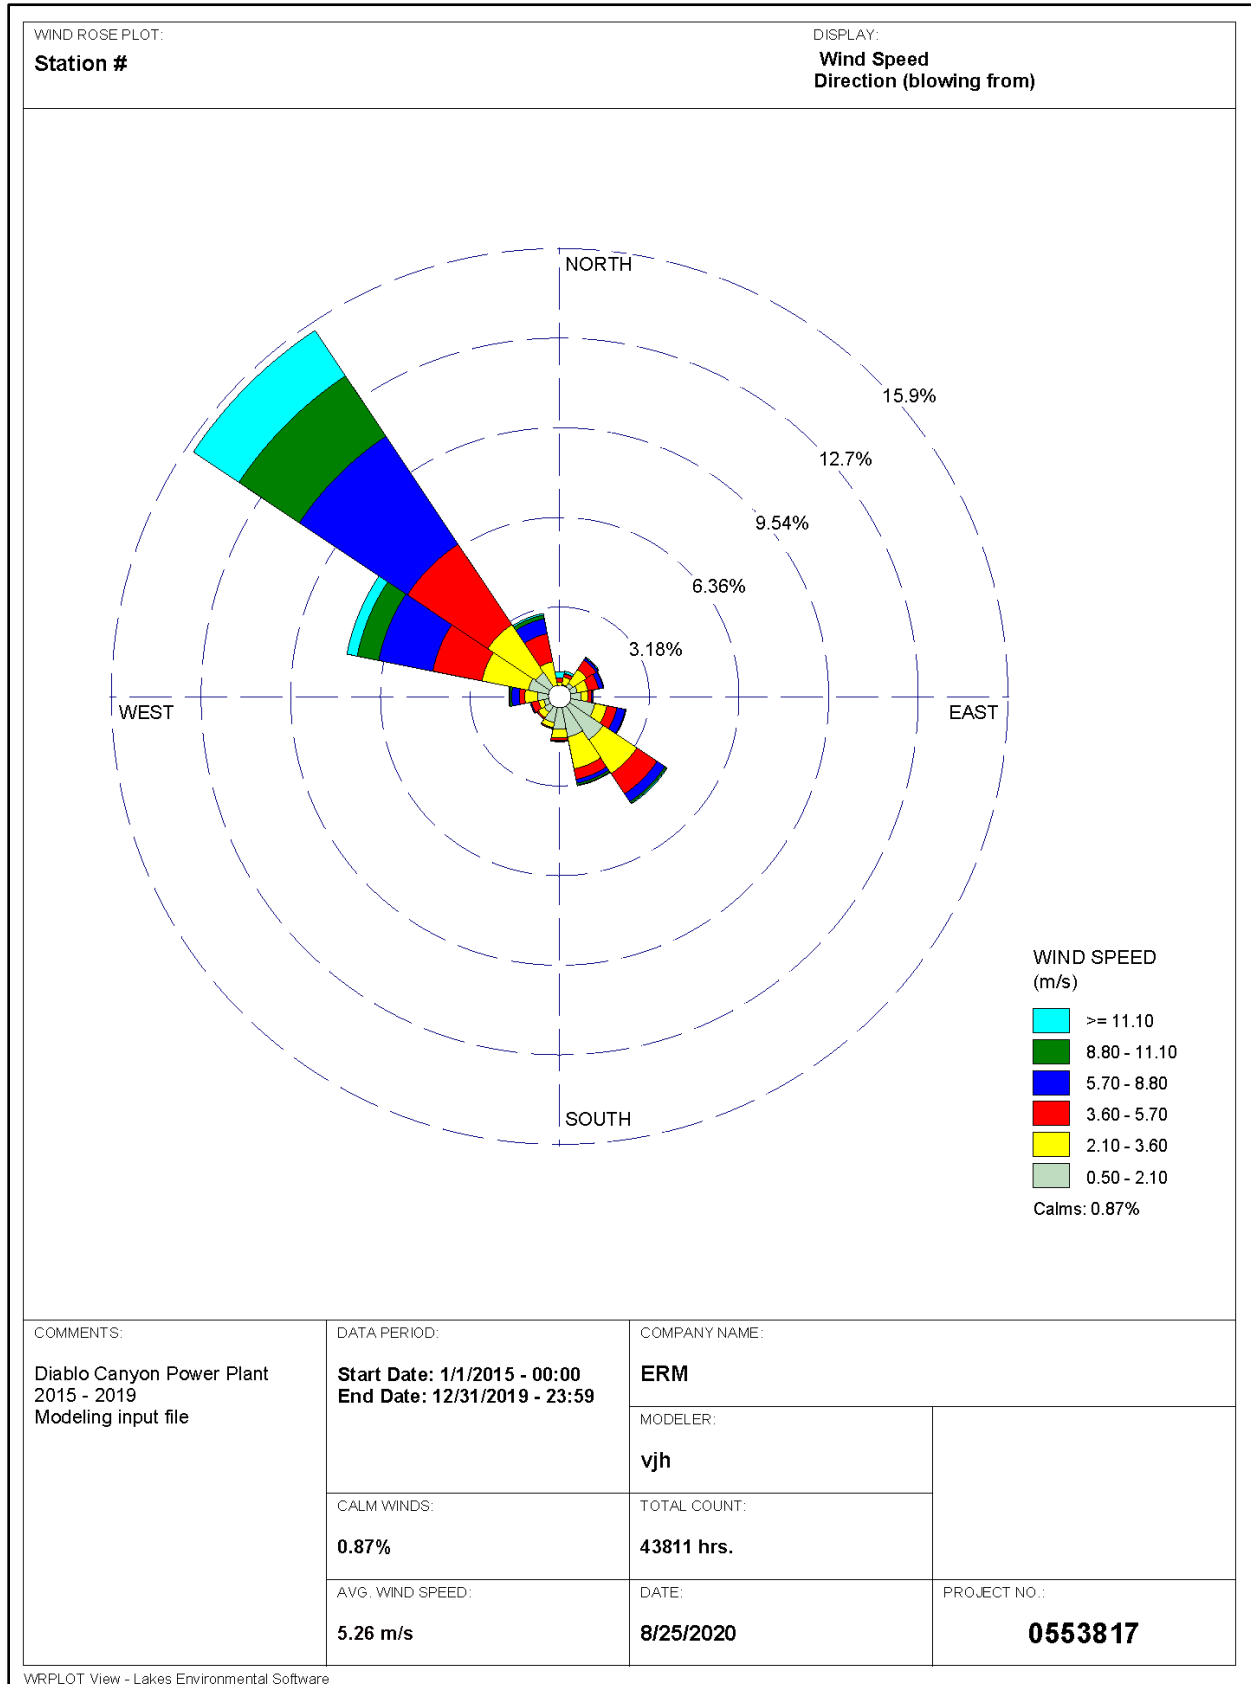 WIND ROSE PLOT:
Station #
DISPLAY:
Wind Speed
Direction (blowing from)
NORTH
15.9%
12.7%
9.54%
6.36%
3.18%
WEST
EAST
SOUTH
WIND SPEED
(m/s)
>= 11.10
8.80 - 11.10
5.70 - 8.80
3.60 - 5.70
2.10 - 3.60
0.50 - 2.10
Calms: 0.87%
COMMENTS:
Diablo Canyon Power Plant
2015 - 2019
Modeling input file
DATA PERIOD:
Start Date: 1/1/2015 - 00:00
End Date: 12/31/2019 - 23:59
COMPANY NAME:
ERM
MODELER:
vjh
CALM WINDS:
0.87%
TOTAL COUNT:
43811 hrs.
AVG. WIND SPEED:
5.26 m/s
DATE:
8/25/2020
PROJECT NO.:
0553817
WRPLOT View - Lakes Environmental Software